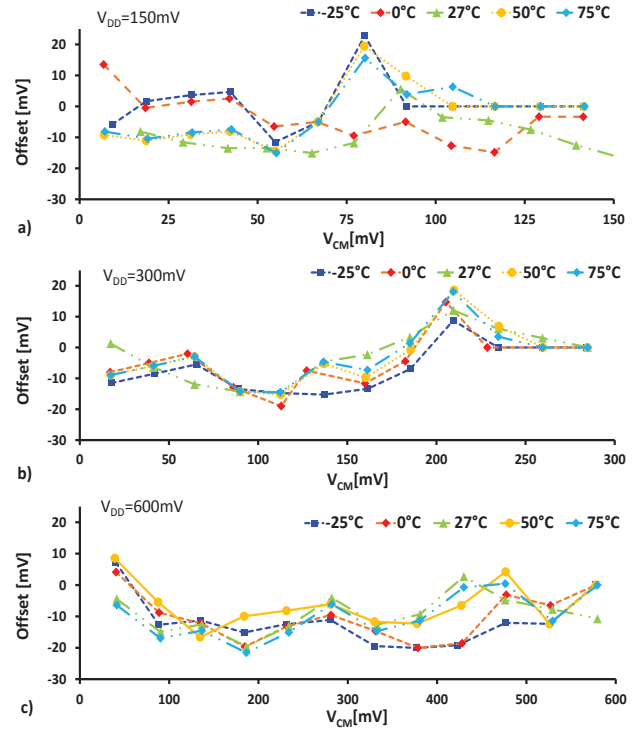 -25°C 0°C 27°C 50°C 75°C
V_DD=150mV
20
10
0
-10
-20
-30
Offset [mV]
0 25 50 75 100 125 150
V_CM[mV]
a)
V_DD=300mV
-25°C 0°C 27°C 50°C 75°C
20
10
0
-10
-20
-30
Offset [mV]
0 50 100 150 200 250 300
V_CM[mV]
b)
V_DD=600mV
-25°C 0°C 27°C 50°C 75°C
20
10
0
-10
-20
-30
Offset [mV]
0 100 200 300 400 500 600
V_CM[mV]
c)